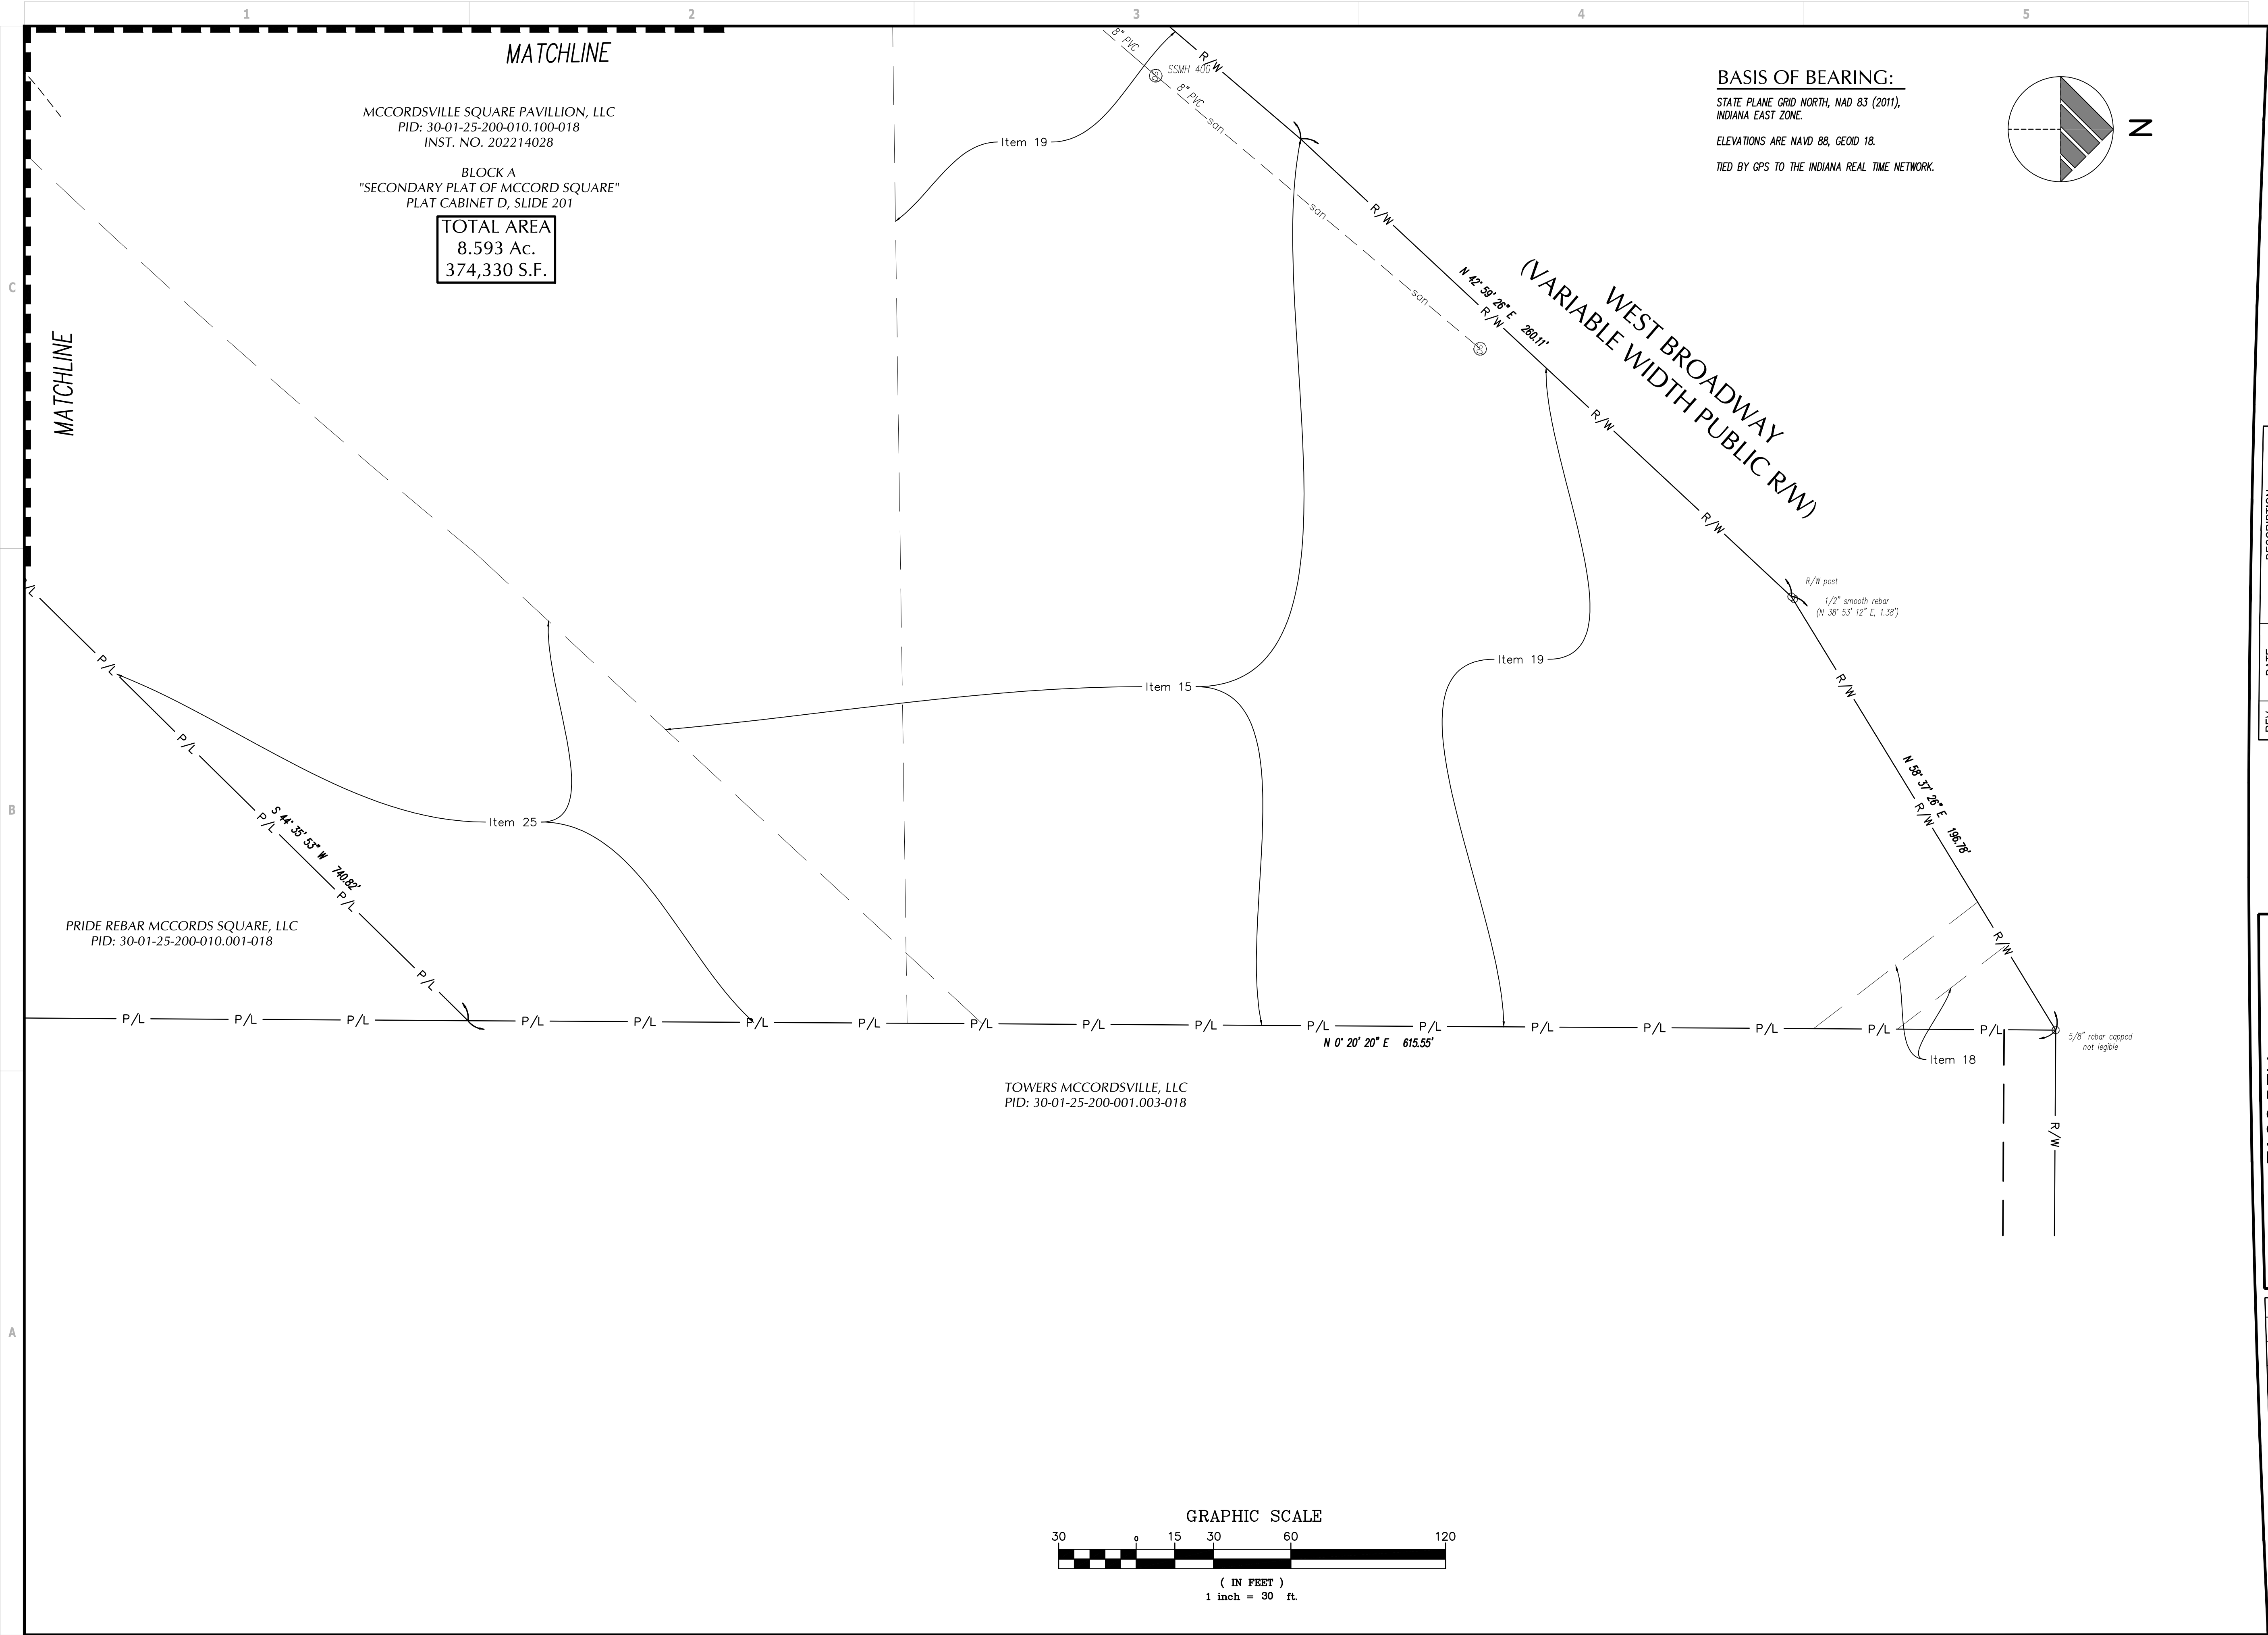 1 2 3 4 5
MATCHLINE
MCCORDSVILLE SQUARE PAVILLION, LLC
PID: 30-01-25-200-010.100-018
INST. NO. 202214028
BLOCK A
"SECONDARY PLAT OF MCCORD SQUARE"
PLAT CABINET D, SLIDE 201
TOTAL AREA
8.593 Ac.
374,330 S.F.
8" PVC
SSMH 400
8" PVC
R/W
san
Item 19
BASIS OF BEARING:
STATE PLANE GRID NORTH, NAD 83 (2011),
INDIANA EAST ZONE.
ELEVATIONS ARE NAVD 88, GEOID 18.
TIED BY GPS TO THE INDIANA REAL TIME NETWORK.
N
C
MATCHLINE
san
R/W
san
N 42° 59' 26" E 260.11'
R/W
WEST BROADWAY
(VARIABLE WIDTH PUBLIC R/W)
R/W
R/W
R/W post
1/2" smooth rebar
(N 38° 53' 12" E, 1.38')
P/L
Item 19
Item 15
R/W
P/L
B
Item 25
S 44° 35' 53" W 740.82'
P/L
P/L
N 58° 37' 26" E 196.78'
R/W
PRIDE REBAR MCCORDS SQUARE, LLC
PID: 30-01-25-200-010.001-018
P/L
R/W
P/L P/L P/L P/L P/L P/L P/L P/L P/L P/L P/L P/L P/L P/L P/L P/L P/L
N 0° 20' 20" E 615.55'
5/8" rebar capped
not legible
Item 18
TOWERS MCCORDSVILLE, LLC
PID: 30-01-25-200-001.003-018
R/W
A
GRAPHIC SCALE
30 0 15 30 60 120
( IN FEET )
1 inch = 30 ft.